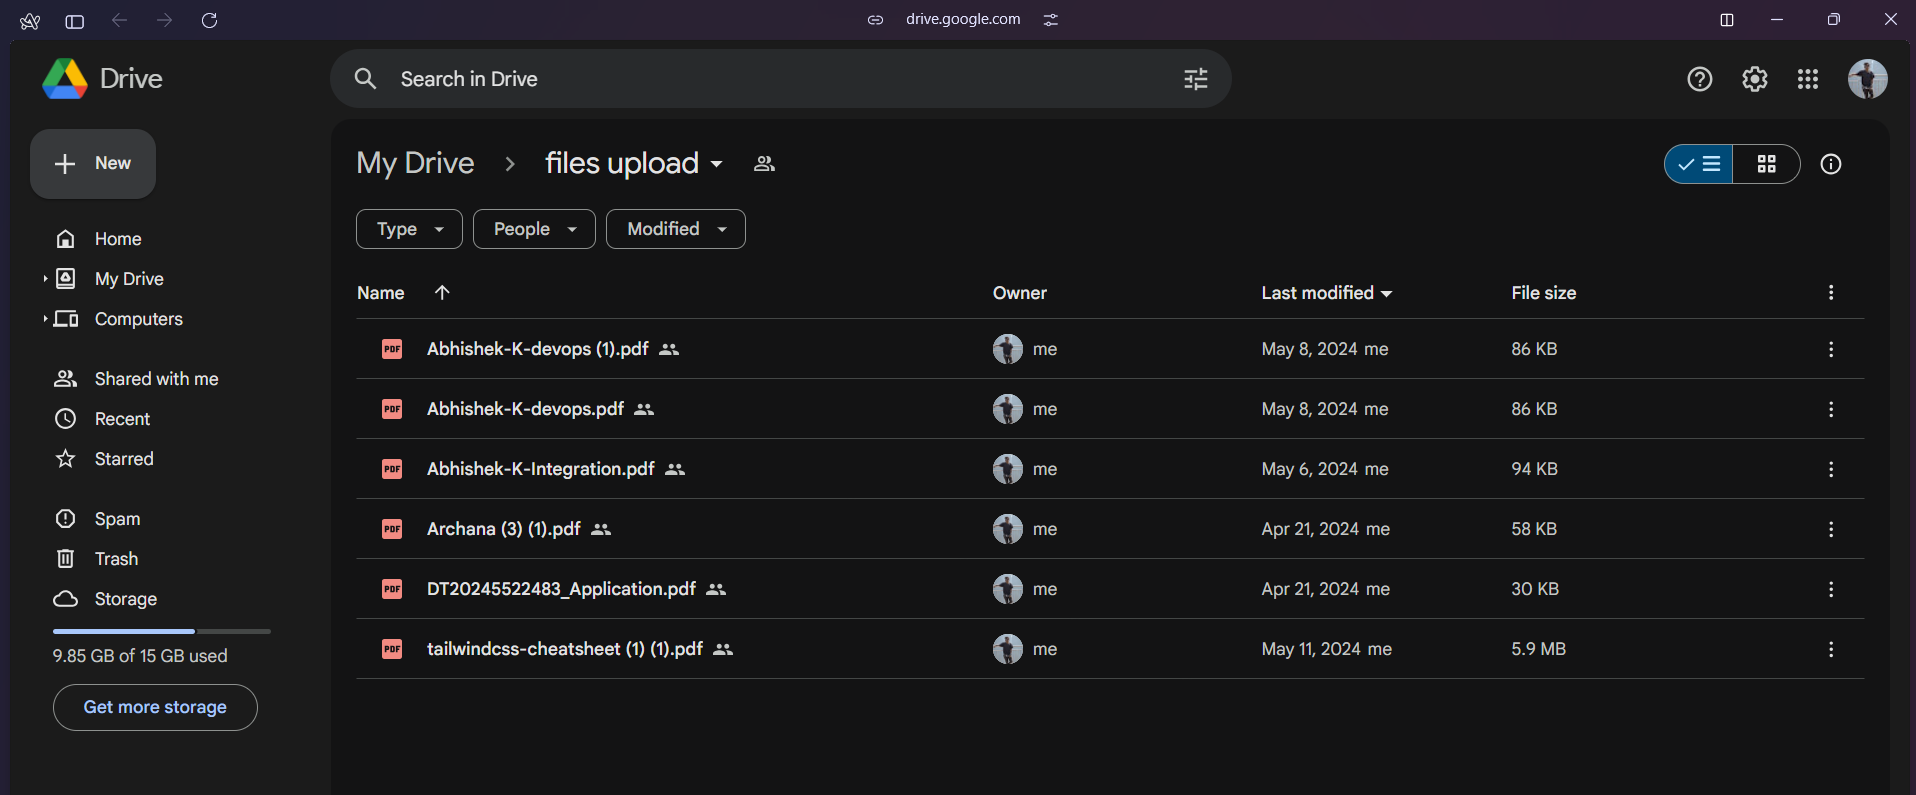 drive.google.com
Drive
Search in Drive
New
My Drive > files upload
Type People Modified
Home
My Drive
Computers
Shared with me
Recent
Starred
Spam
Trash
Storage
9.85 GB of 15 GB used
Get more storage
Name Owner Last modified File size
PDF Abhishek-K-devops (1).pdf me May 8, 2024 me 86 KB
PDF Abhishek-K-devops.pdf me May 8, 2024 me 86 KB
PDF Abhishek-K-Integration.pdf me May 6, 2024 me 94 KB
PDF Archana (3) (1).pdf me Apr 21, 2024 me 58 KB
PDF DT20245522483_Application.pdf me Apr 21, 2024 me 30 KB
PDF tailwindcss-cheatsheet (1) (1).pdf me May 11, 2024 me 5.9 MB